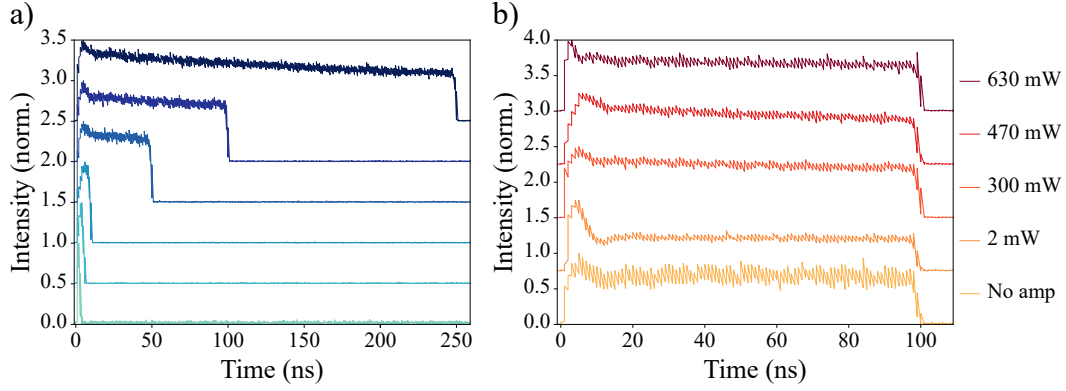 a)
3.5
3.0
2.5
2.0
1.5
1.0
0.5
0.0
Intensity (norm.)
0 50 100 150 200 250
Time (ns)
b)
4.0
3.5
3.0
2.5
2.0
1.5
1.0
0.5
0.0
Intensity (norm.)
0 20 40 60 80 100
Time (ns)
630 mW
470 mW
300 mW
2 mW
No amp